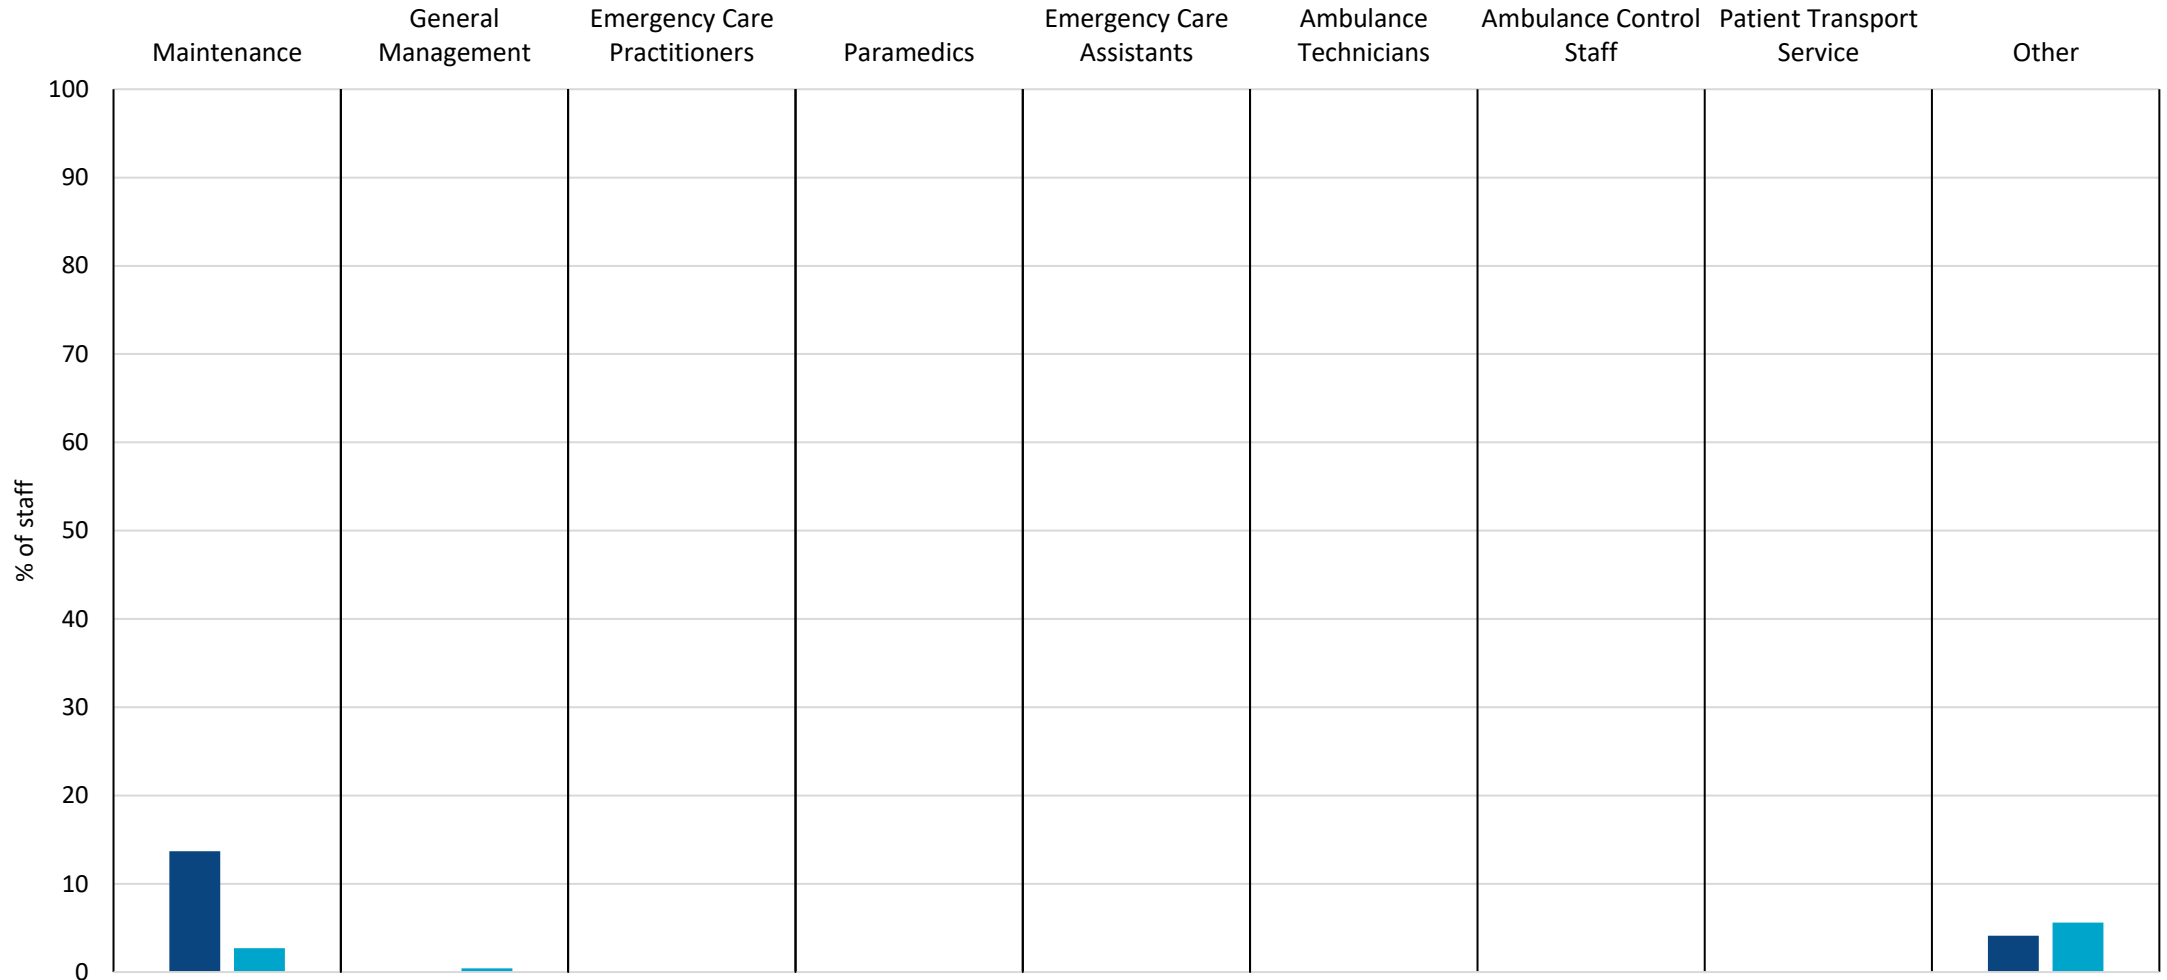 Maintenance
General
Management
Emergency Care
Practitioners
Paramedics
Emergency Care
Assistants
Ambulance
Technicians
Ambulance Control
Staff
Patient Transport
Service
Other
100
90
80
70
60
50
40
30
20
10
0
% of staff